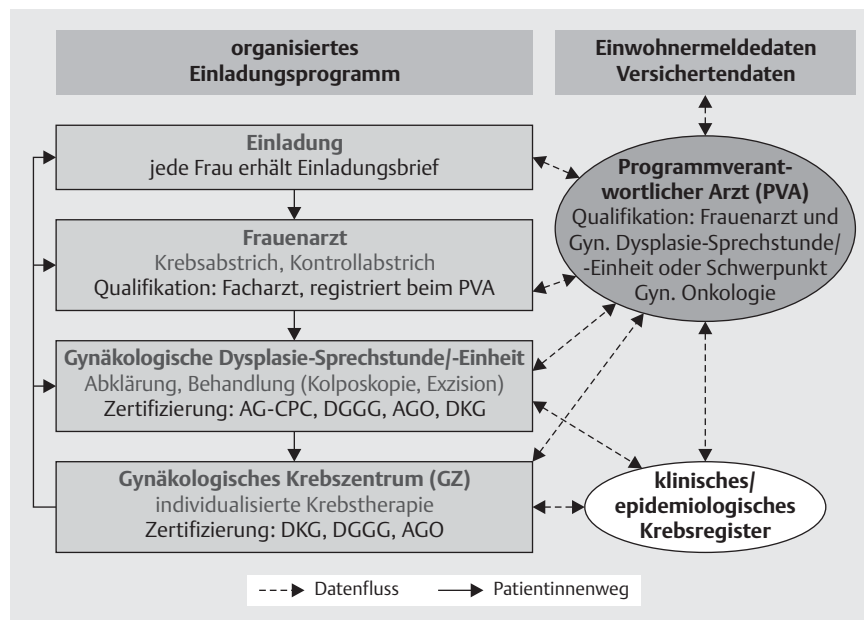 organisiertes
Einladungsprogramm
Einwohnermeldedaten
Versichertendaten
Einladung
jede Frau erhält Einladungsbrief
Frauenarzt
Krebsabstrich, Kontrollabstrich
Qualifikation: Facharzt, registriert beim PVA
Gynäkologische Dysplasie-Sprechstunde/-Einheit
Abklärung, Behandlung (Kolposkopie, Exzision)
Zertifizierung: AG-CPC, DGGG, AGO, DKG
Gynäkologisches Krebszentrum (GZ)
individualisierte Krebstherapie
Zertifizierung: DKG, DGGG, AGO
Programmverant-
wortlicher Arzt (PVA)
Qualifikation: Frauenarzt und
Gyn. Dysplasie-Sprechstunde/
-Einheit oder Schwerpunkt
Gyn. Onkologie
klinisches/
epidemiologisches
Krebsregister
Datenfluss
Patientinnenweg